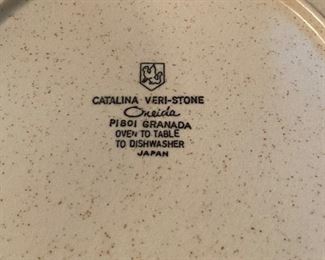 CATALINA VERI-STONE
Oneida
P1801 GRANADA
OVEN TO TABLE
TO DISHWASHER
JAPAN